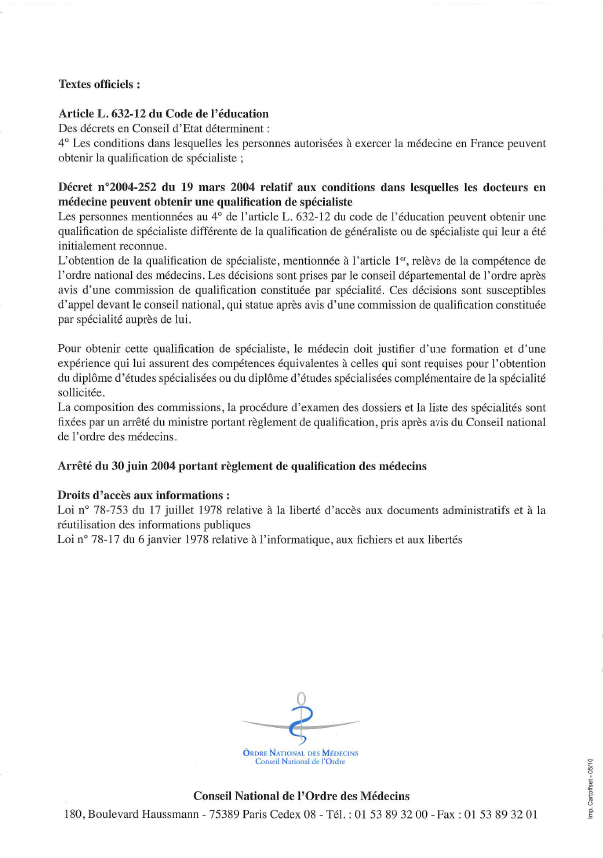 Textes officiels :
Article L. 632-12 du Code de l'éducation
Des décrets en Conseil d'Etat déterminent :
4° Les conditions dans lesquelles les personnes autorisées à exercer la médecine en France peuvent
obtenir la qualification de spécialiste ;
Décret n°2004-252 du 19 mars 2004 relatif aux conditions dans lesquelles les docteurs en
médecine peuvent obtenir une qualification de spécialiste
Les personnes mentionnées au 4° de l'article L. 632-12 du code de l'éducation peuvent obtenir une
qualification de spécialiste différente de la qualification de généraliste ou de spécialiste qui leur a été
initialement reconnue.
L'obtention de la qualification de spécialiste, mentionnée à l'article 1er, relève de la compétence de
l'ordre national des médecins. Les décisions sont prises par le conseil départemental de l'ordre après
avis d'une commission de qualification constituée par spécialité. Ces décisions sont susceptibles
d'appel devant le conseil national, qui statue après avis d'une commission de qualification constituée
par spécialité auprès de lui.
Pour obtenir cette qualification de spécialiste, le médecin doit justifier d'une formation et d'une
expérience qui lui assurent des compétences équivalentes à celles qui sont requises pour l'obtention
du diplôme d'études spécialisées ou du diplôme d'études spécialisées complémentaire de la spécialité
sollicitée.
La composition des commissions, la procédure d'examen des dossiers et la liste des spécialités sont
fixées par un arrêté du ministre portant règlement de qualification, pris après avis du Conseil national
de l'ordre des médecins.
Arrêté du 30 juin 2004 portant règlement de qualification des médecins
Droits d'accès aux informations :
Loi n° 78-753 du 17 juillet 1978 relative à la liberté d'accès aux documents administratifs et à la
réutilisation des informations publiques
Loi n° 78-17 du 6 janvier 1978 relative à l'informatique, aux fichiers et aux libertés
ORDRE NATIONAL DES MÉDECINS
Conseil National de l'Ordre
Conseil National de l'Ordre des Médecins
180, Boulevard Haussmann - 75389 Paris Cedex 08 - Tél. : 01 53 89 32 00 - Fax : 01 53 89 32 01
Imp. Cartoffset - 05/10